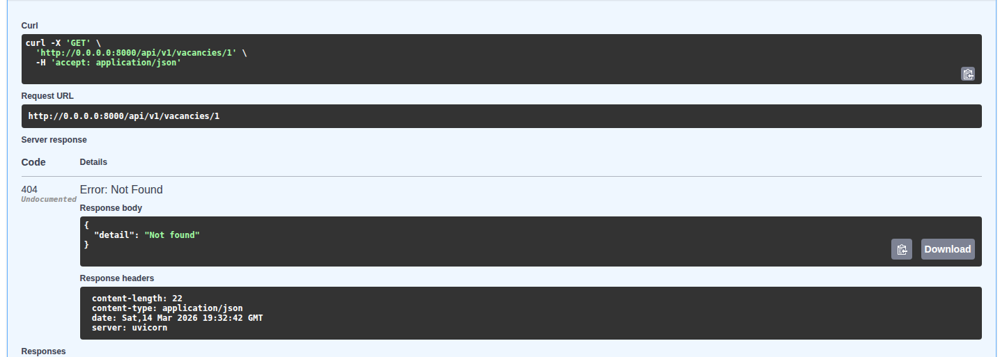 Curl
curl -X 'GET' \
  'http://0.0.0.0:8000/api/v1/vacancies/1' \
  -H 'accept: application/json'
Request URL
http://0.0.0.0:8000/api/v1/vacancies/1
Server response
Code Details
404 Error: Not Found
Undocumented
Response body
{
  "detail": "Not found"
}
Download
Response headers
content-length: 22
content-type: application/json
date: Sat,14 Mar 2026 19:32:42 GMT
server: uvicorn
Responses